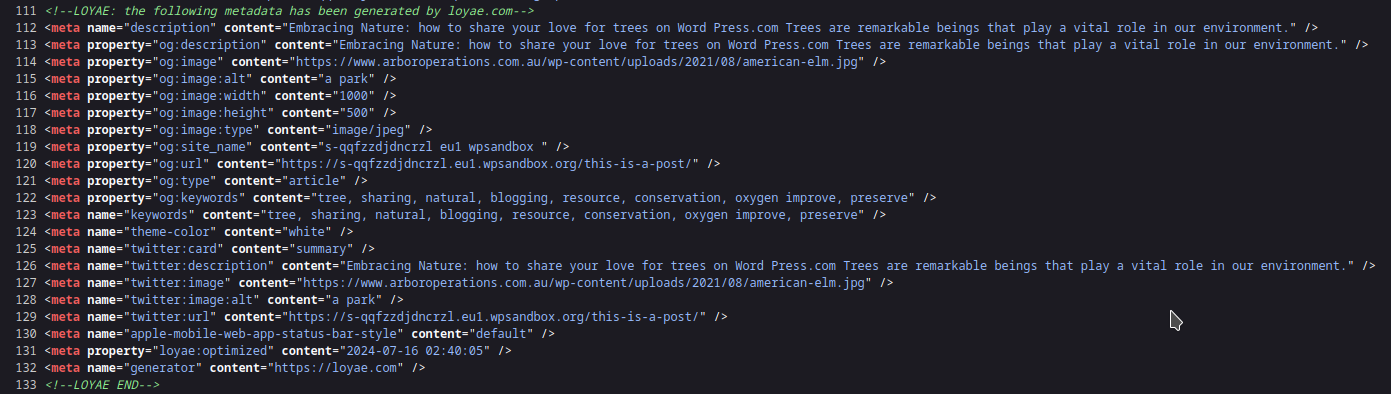 111 <!--LOYAE: the following metadata has been generated by loyae.com-->
112 <meta name="description" content="Embracing Nature: how to share your love for trees on Word Press.com Trees are remarkable beings that play a vital role in our environment." />
113 <meta property="og:description" content="Embracing Nature: how to share your love for trees on Word Press.com Trees are remarkable beings that play a vital role in our environment." />
114 <meta property="og:image" content="https://www.arboroperations.com.au/wp-content/uploads/2021/08/american-elm.jpg" />
115 <meta property="og:image:alt" content="a park" />
116 <meta property="og:image:width" content="1000" />
117 <meta property="og:image:height" content="500" />
118 <meta property="og:image:type" content="image/jpeg" />
119 <meta property="og:site_name" content="s-qqfzzdjdncrzl eu1 wpsandbox " />
120 <meta property="og:url" content="https://s-qqfzzdjdncrzl.eu1.wpsandbox.org/this-is-a-post/" />
121 <meta property="og:type" content="article" />
122 <meta property="og:keywords" content="tree, sharing, natural, blogging, resource, conservation, oxygen improve, preserve" />
123 <meta name="keywords" content="tree, sharing, natural, blogging, resource, conservation, oxygen improve, preserve" />
124 <meta name="theme-color" content="white" />
125 <meta name="twitter:card" content="summary" />
126 <meta name="twitter:description" content="Embracing Nature: how to share your love for trees on Word Press.com Trees are remarkable beings that play a vital role in our environment." />
127 <meta name="twitter:image" content="https://www.arboroperations.com.au/wp-content/uploads/2021/08/american-elm.jpg" />
128 <meta name="twitter:image:alt" content="a park" />
129 <meta name="twitter:url" content="https://s-qqfzzdjdncrzl.eu1.wpsandbox.org/this-is-a-post/" />
130 <meta name="apple-mobile-web-app-status-bar-style" content="default" />
131 <meta property="loyae:optimized" content="2024-07-16 02:40:05" />
132 <meta name="generator" content="https://loyae.com" />
133 <!--LOYAE END-->